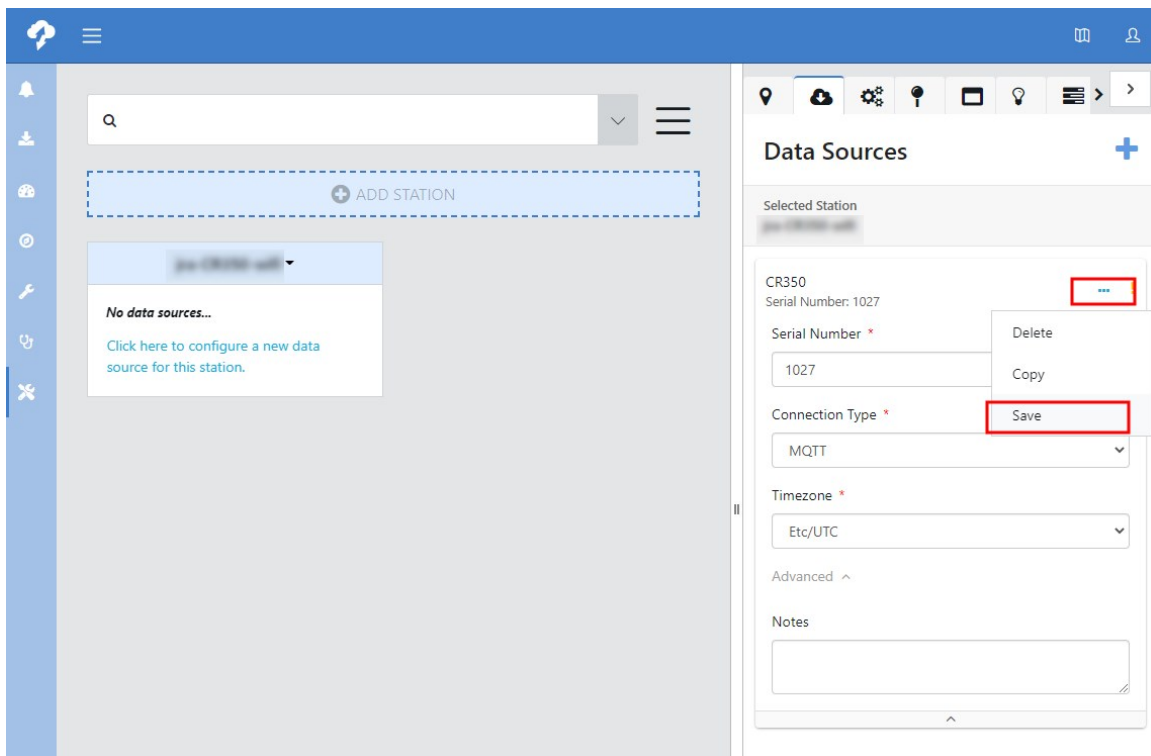 ADD STATION
No data sources...
Click here to configure a new data
source for this station.
Data Sources
Selected Station
CR350
Serial Number: 1027
...
Serial Number *
1027
Delete
Copy
Save
Connection Type *
MQTT
Timezone *
Etc/UTC
Advanced
Notes